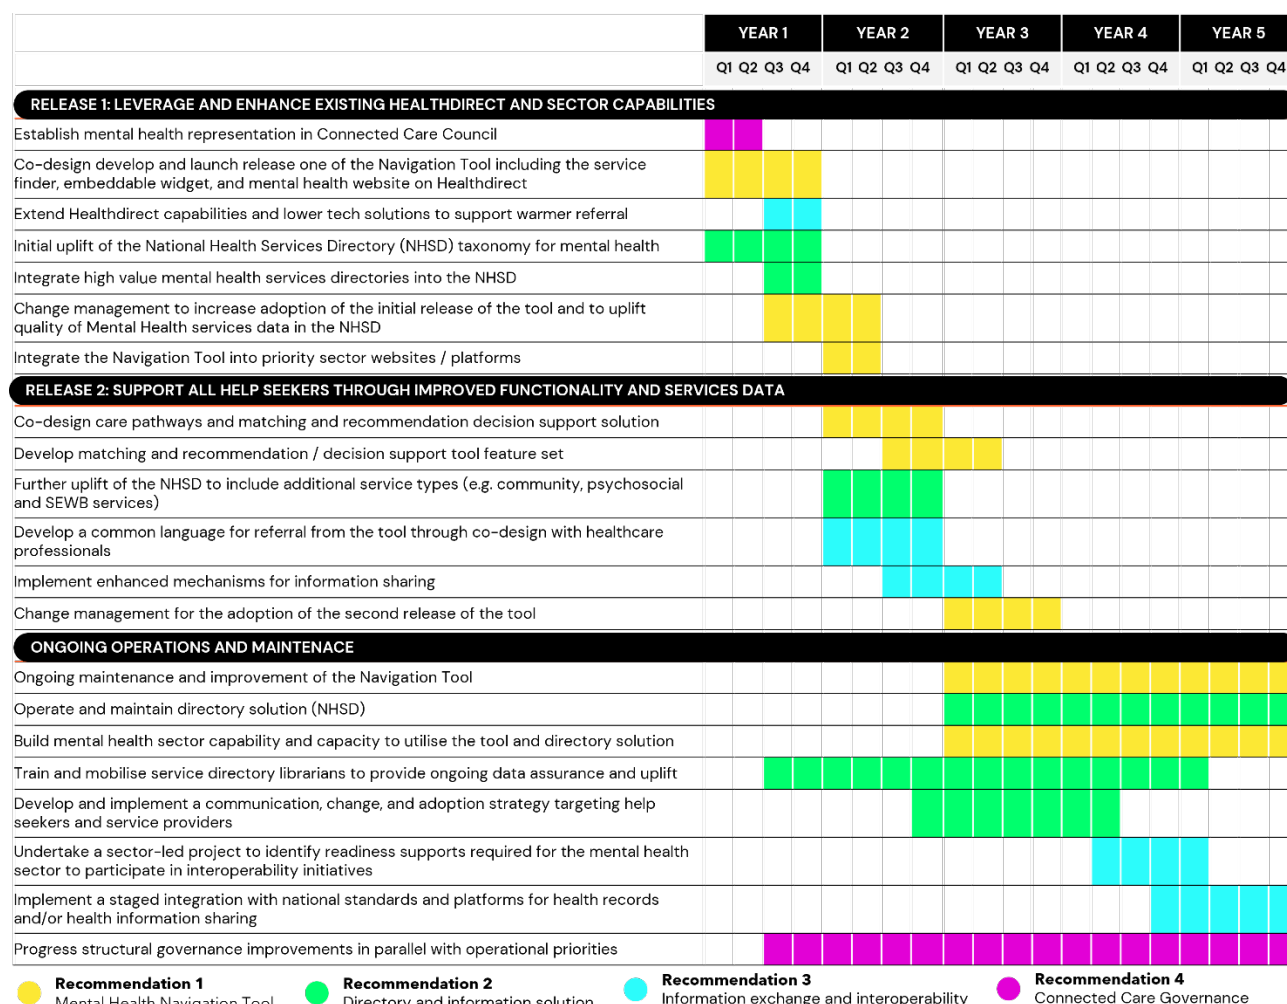 YEAR 1 YEAR 2 YEAR 3 YEAR 4 YEAR 5
Q1 Q2 Q3 Q4 Q1 Q2 Q3 Q4 Q1 Q2 Q3 Q4 Q1 Q2 Q3 Q4 Q1 Q2 Q3 Q4
RELEASE 1: LEVERAGE AND ENHANCE EXISTING HEALTHDIRECT AND SECTOR CAPABILITIES
Establish mental health representation in Connected Care Council
Co-design develop and launch release one of the Navigation Tool including the service
finder, embeddable widget, and mental health website on Healthdirect
Extend Healthdirect capabilities and lower tech solutions to support warmer referral
Initial uplift of the National Health Services Directory (NHSD) taxonomy for mental health
Integrate high value mental health services directories into the NHSD
Change management to increase adoption of the initial release of the tool and to uplift
quality of Mental Health services data in the NHSD
Integrate the Navigation Tool into priority sector websites / platforms
RELEASE 2: SUPPORT ALL HELP SEEKERS THROUGH IMPROVED FUNCTIONALITY AND SERVICES DATA
Co-design care pathways and matching and recommendation decision support solution
Develop matching and recommendation / decision support tool feature set
Further uplift of the NHSD to include additional service types (e.g. community, psychosocial
and SEWB services)
Develop a common language for referral from the tool through co-design with healthcare
professionals
Implement enhanced mechanisms for information sharing
Change management for the adoption of the second release of the tool
ONGOING OPERATIONS AND MAINTENACE
Ongoing maintenance and improvement of the Navigation Tool
Operate and maintain directory solution (NHSD)
Build mental health sector capability and capacity to utilise the tool and directory solution
Train and mobilise service directory librarians to provide ongoing data assurance and uplift
Develop and implement a communication, change, and adoption strategy targeting help
seekers and service providers
Undertake a sector-led project to identify readiness supports required for the mental health
sector to participate in interoperability initiatives
Implement a staged integration with national standards and platforms for health records
and/or health information sharing
Progress structural governance improvements in parallel with operational priorities
Recommendation 1
Mental Health Navigation Tool
Recommendation 2
Directory and information solution
Recommendation 3
Information exchange and interoperability
Recommendation 4
Connected Care Governance